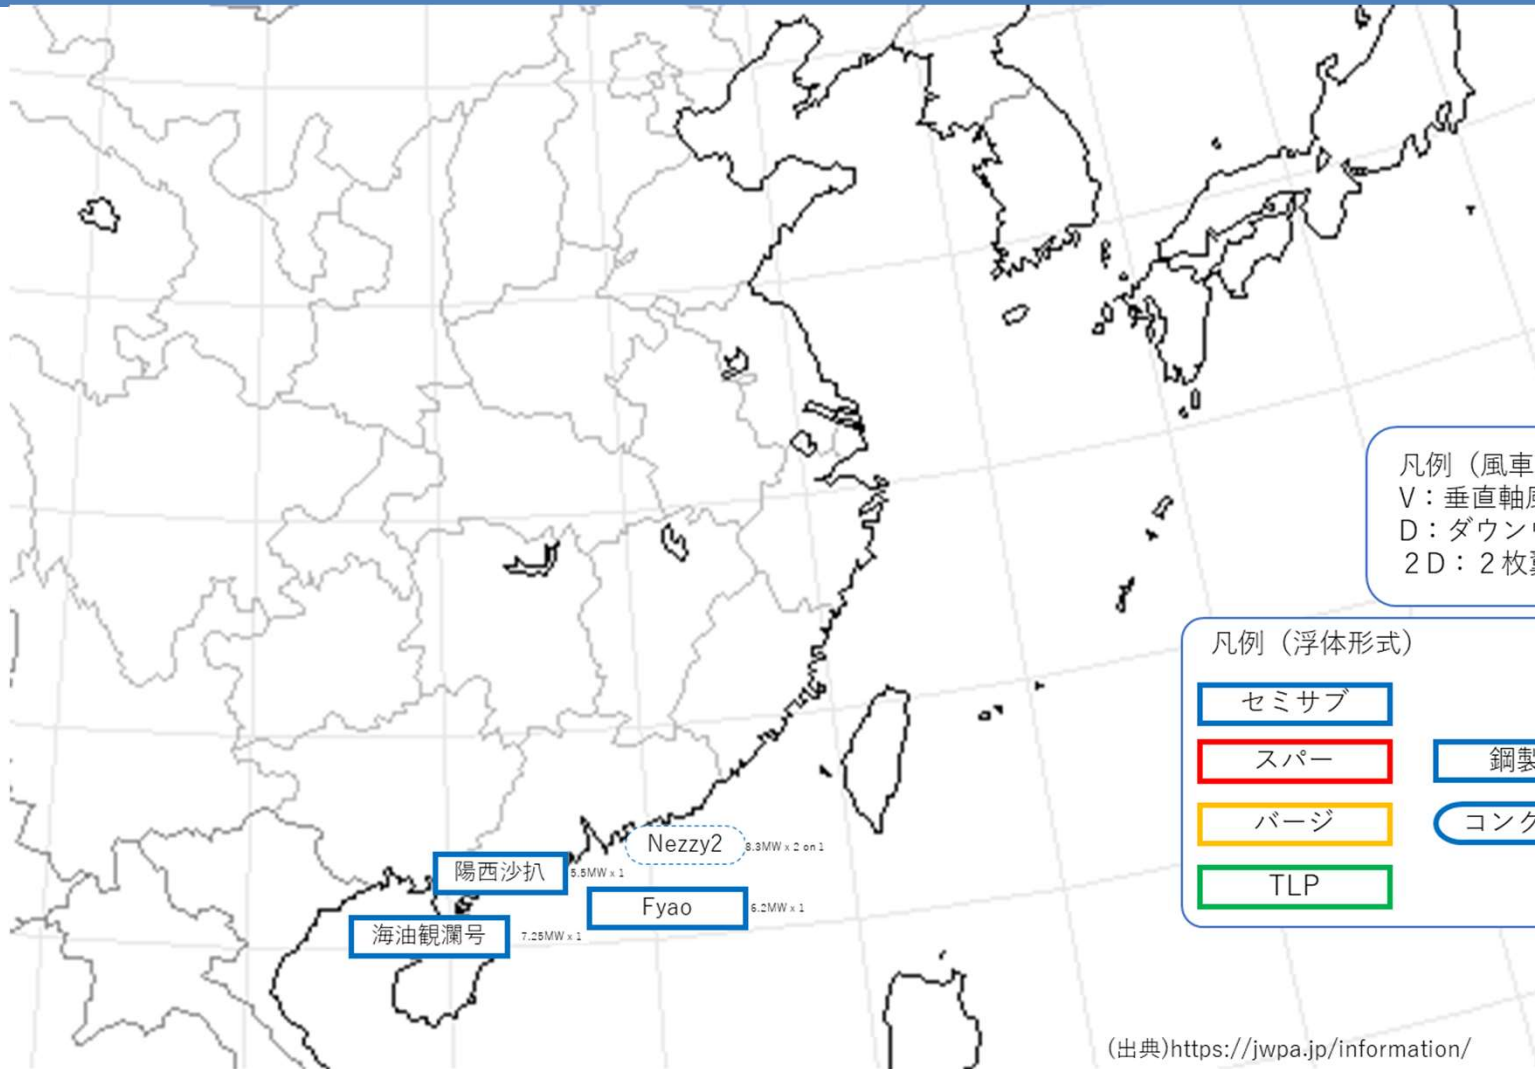 凡例（風車
V：垂直軸
D：ダウン
２D：２枚
凡例（浮体形式）
セミサブ
スパー
鋼製
バージ
コンク
TLP
Nezzy2
8.3MW x 2 on 1
陽西沙扒
5.5MW x 1
Fyao
6.2MW x 1
海油観瀾号
7.25MW x 1
(出典)https://jwpa.jp/information/